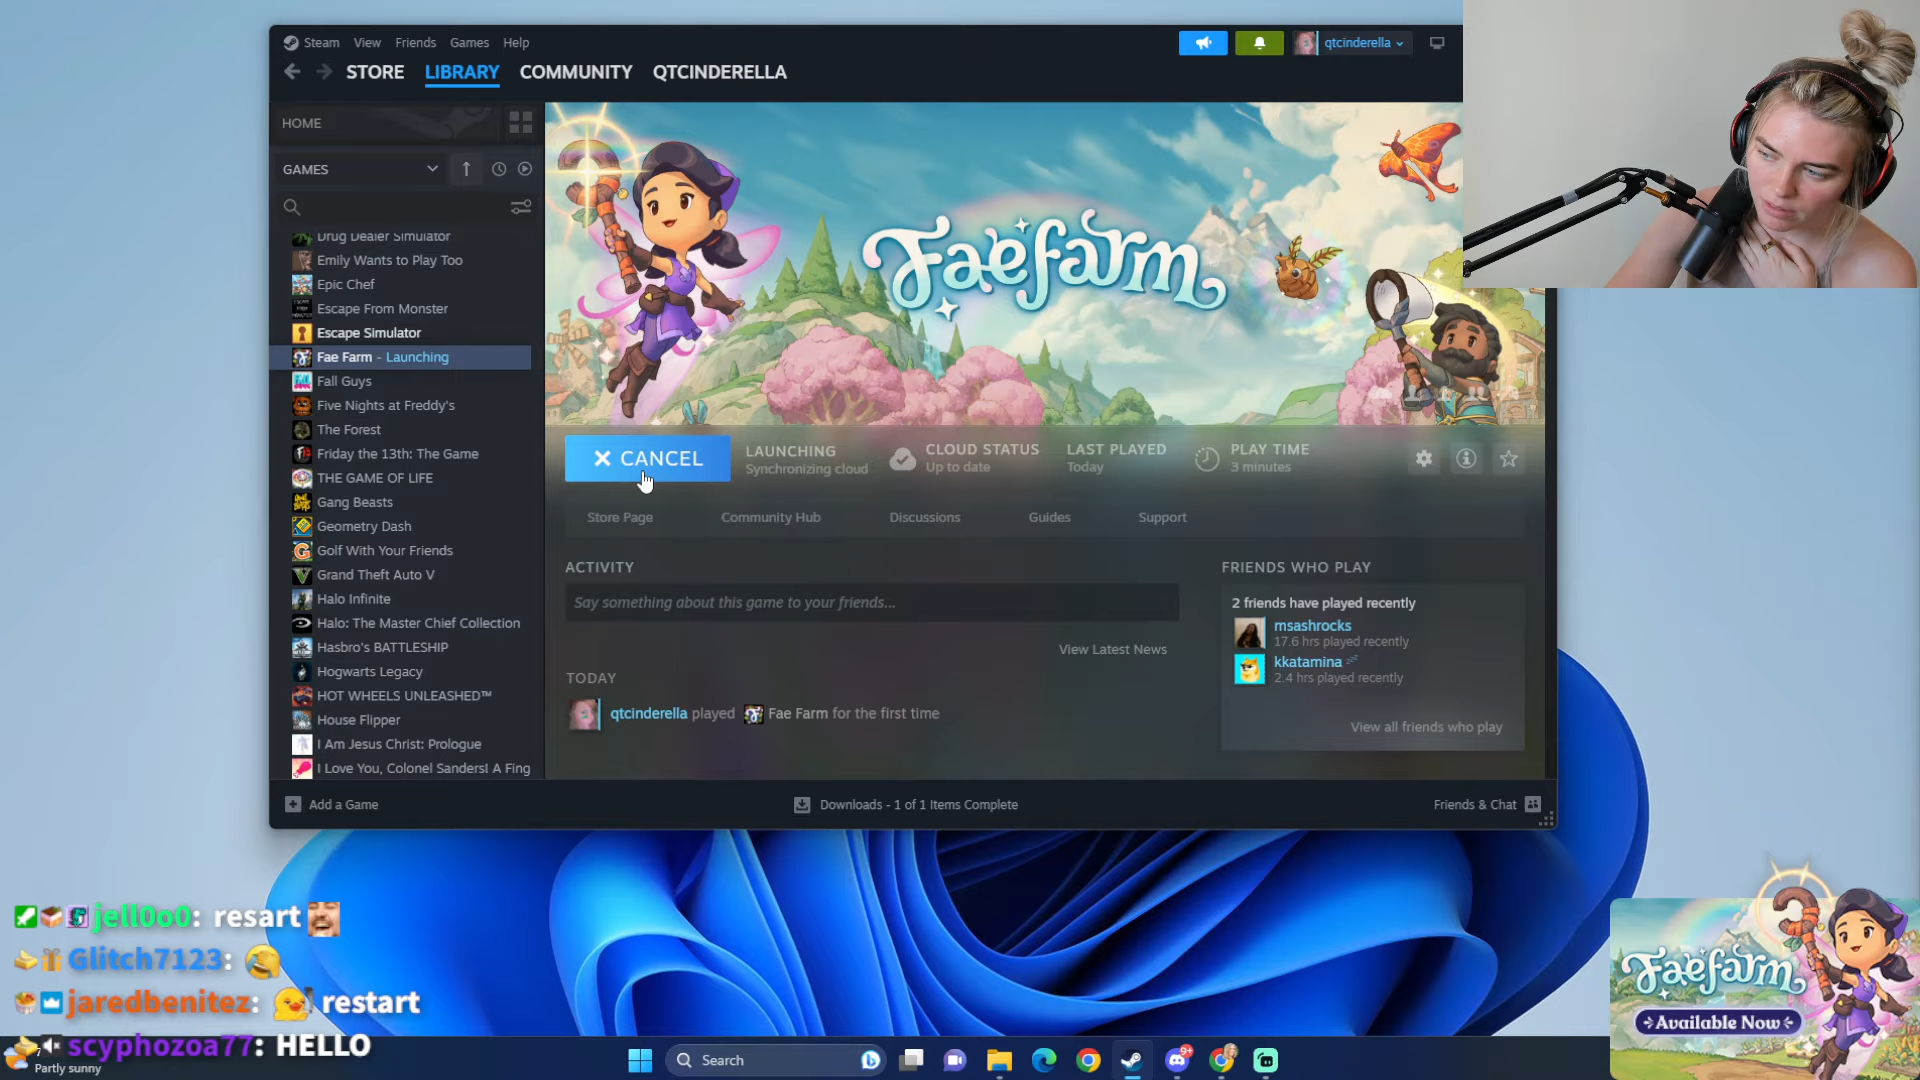 Steam View Friends Games Help
qtcinderella
STORE LIBRARY COMMUNITY QTCINDERELLA
HOME
GAMES
Drug Dealer Simulator
Emily Wants to Play Too
Epic Chef
Escape From Monster
Escape Simulator
Fae Farm - Launching
Fall Guys
Five Nights at Freddy's
The Forest
Friday the 13th: The Game
THE GAME OF LIFE
Gang Beasts
Geometry Dash
Golf With Your Friends
Grand Theft Auto V
Halo Infinite
Halo: The Master Chief Collection
Hasbro's BATTLESHIP
Hogwarts Legacy
HOT WHEELS UNLEASHED™
House Flipper
I Am Jesus Christ: Prologue
I Love You, Colonel Sanders! A Fing
Faefarm
CANCEL
LAUNCHING
Synchronizing cloud
CLOUD STATUS
Up to date
LAST PLAYED
Today
PLAY TIME
3 minutes
Store Page Community Hub Discussions Guides Support
ACTIVITY
Say something about this game to your friends...
View Latest News
TODAY
qtcinderella played Fae Farm for the first time
FRIENDS WHO PLAY
2 friends have played recently
msashrocks
17.6 hrs played recently
kkatamina
2.4 hrs played recently
View all friends who play
Add a Game
Downloads - 1 of 1 Items Complete
Friends & Chat
jell0o0: resart
Glitch7123:
jaredbenitez: restart
scyphozoa77: HELLO
Partly sunny
Search
9+
Faefarm
Available Now